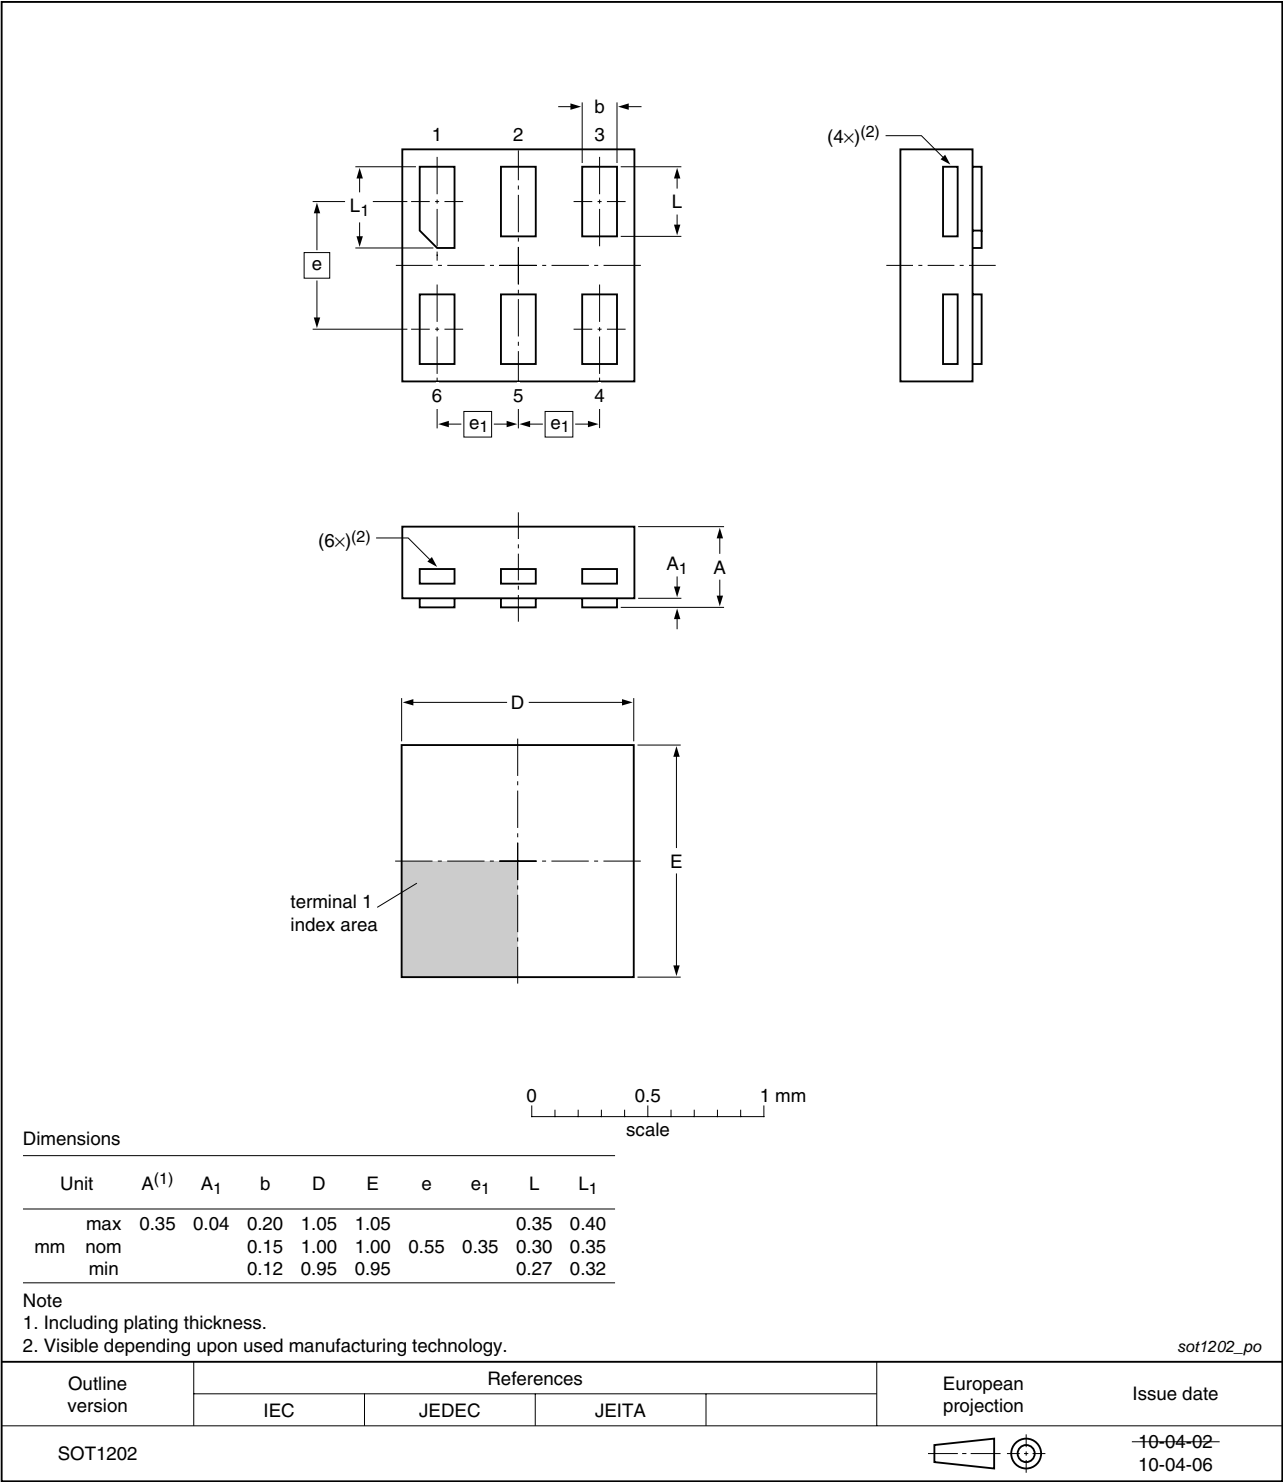 b
1 2 3
(4×)(2)
L1
L
e
6 5 4
e1 e1
(6×)(2)
A1
A
D
E
terminal 1
index area
0 0.5 1 mm
scale
Dimensions
Unit A(1) A1 b D E e e1 L L1
max 0.35 0.04 0.20 1.05 1.05 0.35 0.40
mm nom 0.15 1.00 1.00 0.55 0.35 0.30 0.35
min 0.12 0.95 0.95 0.27 0.32
Note
1. Including plating thickness.
2. Visible depending upon used manufacturing technology.
sot1202_po
Outline
version
References
IEC JEDEC JEITA
European
projection
Issue date
SOT1202
10-04-02
10-04-06